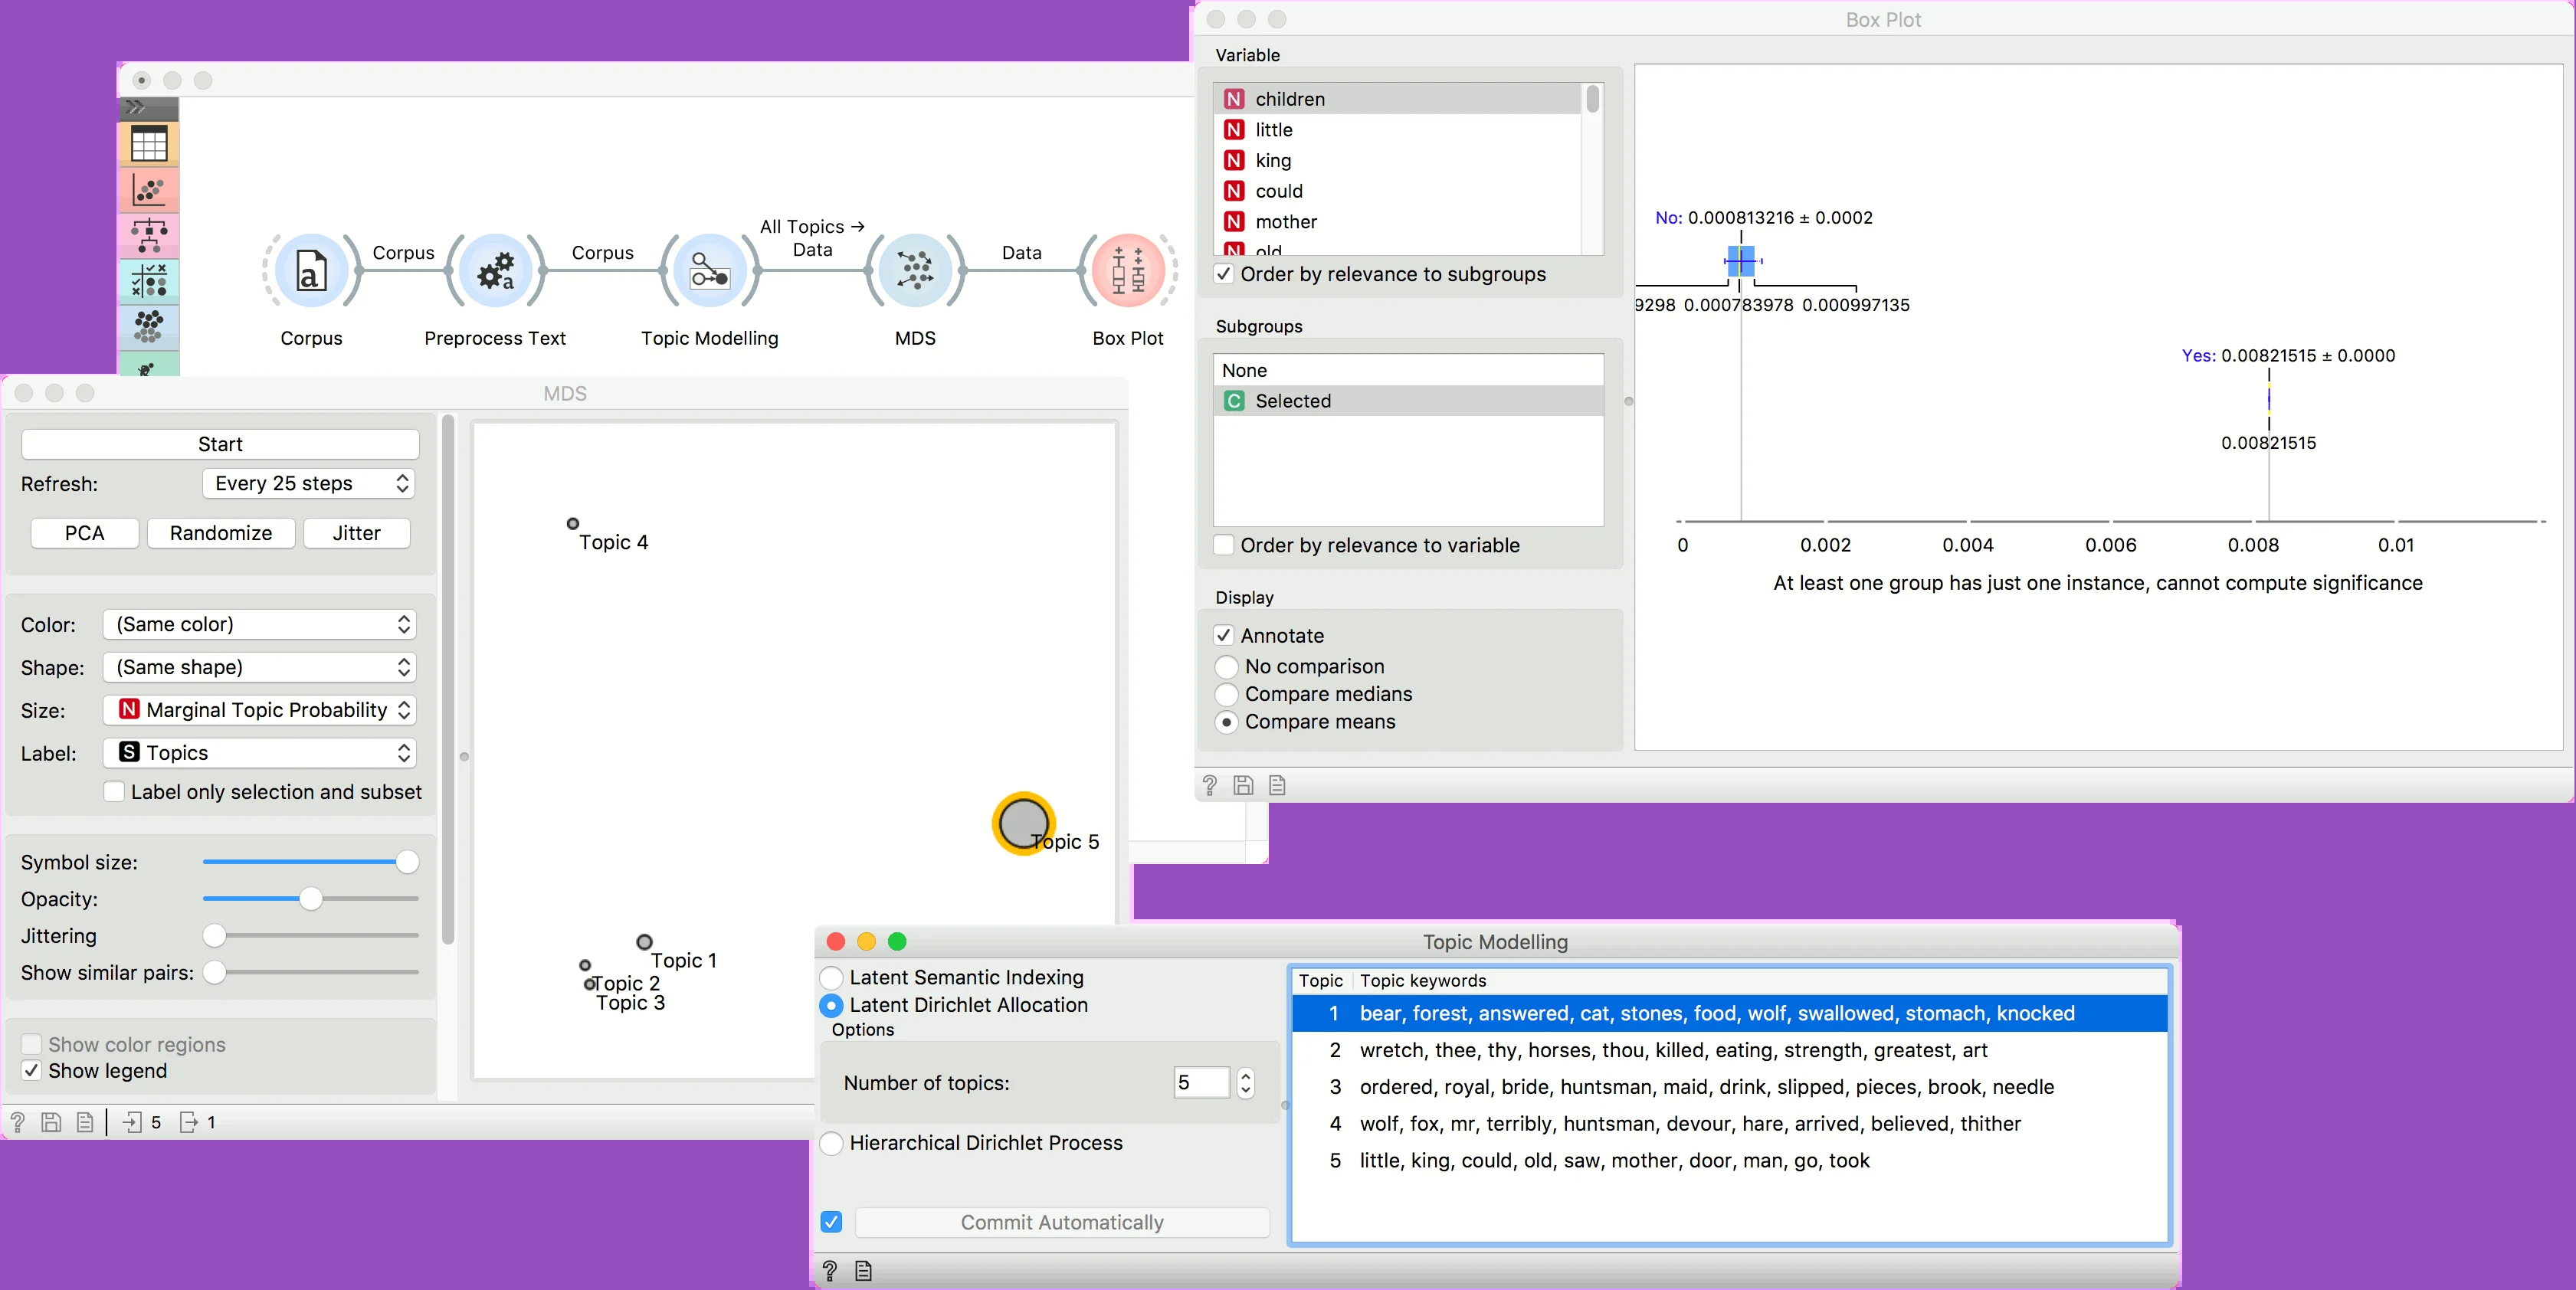 Corpus
Corpus
All Topics →
Data
Data
Corpus
Preprocess Text
Topic Modelling
MDS
Box Plot
MDS
Start
Refresh:
Every 25 steps
PCA
Randomize
Jitter
Color:
(Same color)
Shape:
(Same shape)
Size:
N Marginal Topic Probability
Label:
S Topics
Label only selection and subset
Symbol size:
Opacity:
Jittering
Show similar pairs:
Show color regions
Show legend
? 5 1
Topic 4
Topic 5
Topic 1
Topic 2
Topic 3
Box Plot
Variable
N children
N little
N king
N could
N mother
N old
Order by relevance to subgroups
Subgroups
None
C Selected
Order by relevance to variable
Display
Annotate
No comparison
Compare medians
Compare means
?
No: 0.000813216 ± 0.0002
9298 0.000783978 0.000997135
Yes: 0.00821515 ± 0.0000
0.00821515
0 0.002 0.004 0.006 0.008 0.01
At least one group has just one instance, cannot compute significance
Topic Modelling
Latent Semantic Indexing
Latent Dirichlet Allocation
Options
Number of topics:
5
Hierarchical Dirichlet Process
Commit Automatically
?
Topic Topic keywords
1 bear, forest, answered, cat, stones, food, wolf, swallowed, stomach, knocked
2 wretch, thee, thy, horses, thou, killed, eating, strength, greatest, art
3 ordered, royal, bride, huntsman, maid, drink, slipped, pieces, brook, needle
4 wolf, fox, mr, terribly, huntsman, devour, hare, arrived, believed, thither
5 little, king, could, old, saw, mother, door, man, go, took